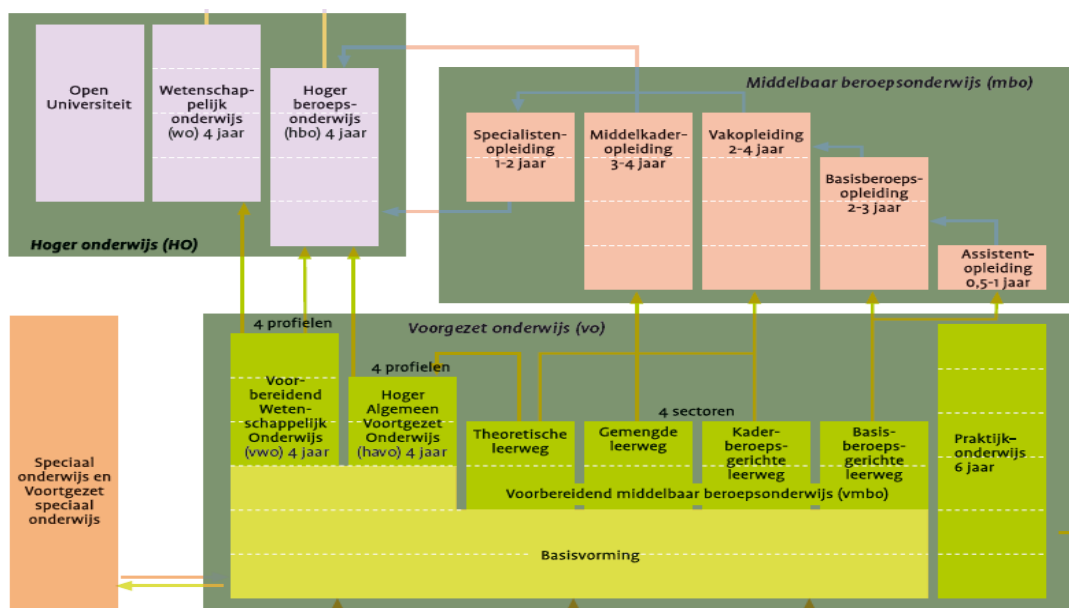 Open
Universiteit
Wetenschap-
pelijk
onderwijs
(wo) 4 jaar
Hoger
beroeps-
onderwijs
(hbo) 4 jaar
Hoger onderwijs (HO)
Middelbaar beroepsonderwijs (mbo)
Specialisten-
opleiding
1-2 jaar
Middelkader-
opleiding
3-4 jaar
Vakopleiding
2-4 jaar
Basisberoeps-
opleiding
2-3 jaar
Assistent-
opleiding
0,5-1 jaar
Speciaal
onderwijs en
Voortgezet
speciaal
onderwijs
Voorgezet onderwijs (vo)
4 profielen
Voor-
bereidend
Weten-
schappelijk
Onderwijs
(vwo) 4 jaar
4 profielen
Hoger
Algemeen
Voortgezet
Onderwijs
(havo) 4 jaar
4 sectoren
Theoretische
leerweg
Gemengde
leerweg
Kader-
beroeps-
gerichte
leerweg
Basis-
beroeps-
gerichte
leerweg
Praktijk-
onderwijs
6 jaar
Voorbereidend middelbaar beroepsonderwijs (vmbo)
Basisvorming